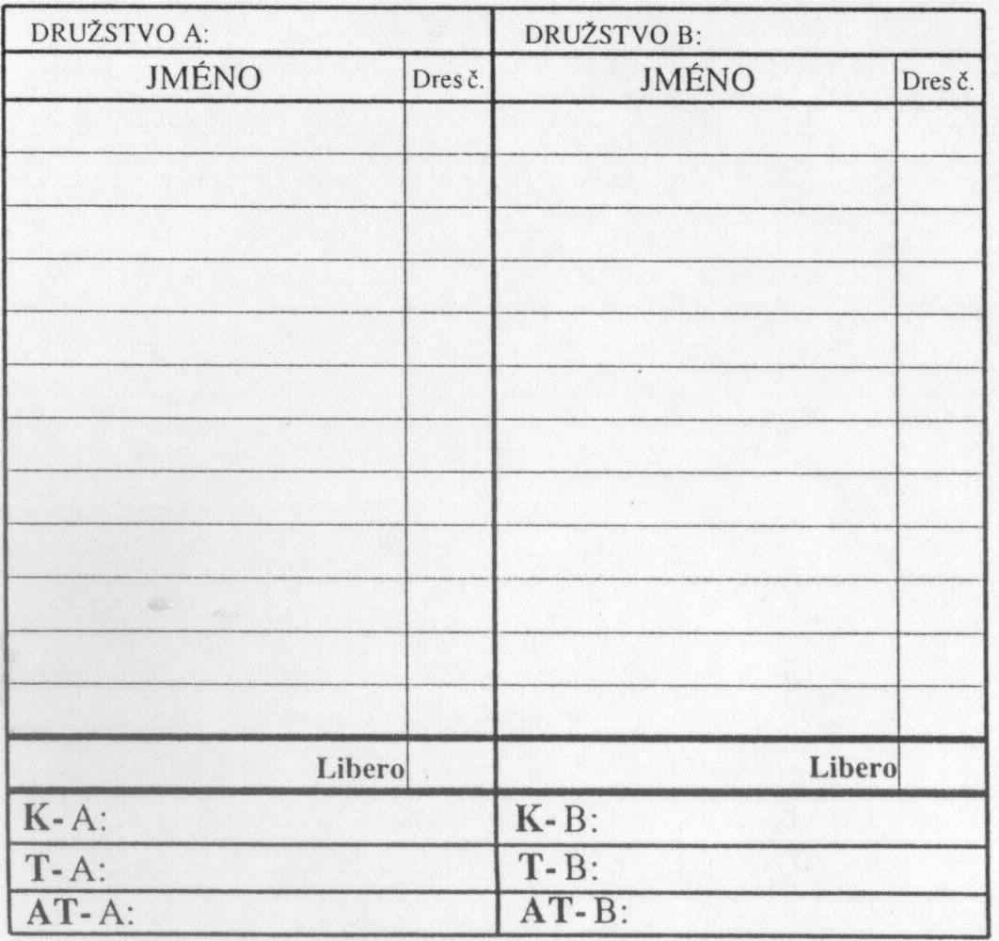 DRUŽSTVO A: DRUŽSTVO B:
JMÉNO Dres č. JMÉNO Dres č.
Libero Libero
K- A: K- B:
T- A: T- B:
AT- A: AT- B: